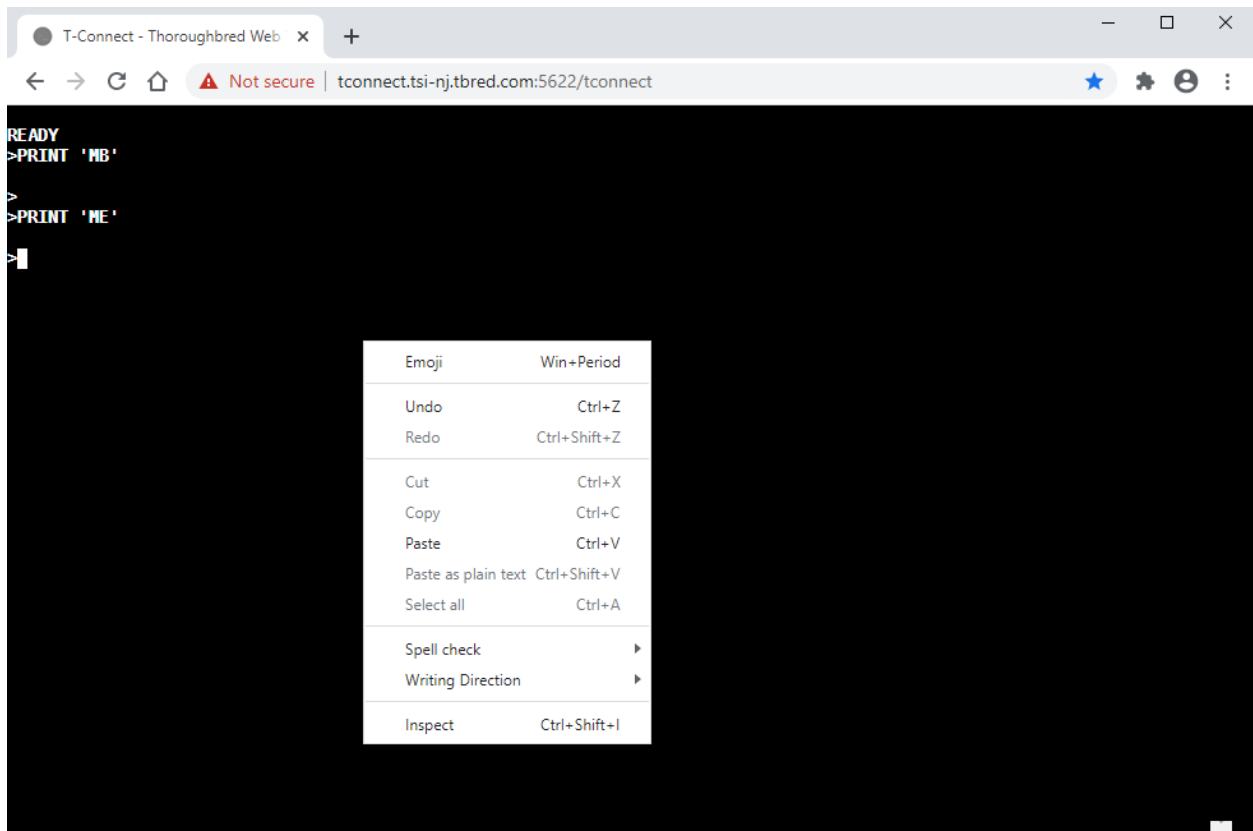 T-Connect - Thoroughbred Web
Not secure tconnect.tsi-nj.tbred.com:5622/tconnect
READY
>PRINT 'MB'
>
>PRINT 'ME'
>
Emoji Win+Period
Undo Ctrl+Z
Redo Ctrl+Shift+Z
Cut Ctrl+X
Copy Ctrl+C
Paste Ctrl+V
Paste as plain text Ctrl+Shift+V
Select all Ctrl+A
Spell check
Writing Direction
Inspect Ctrl+Shift+I